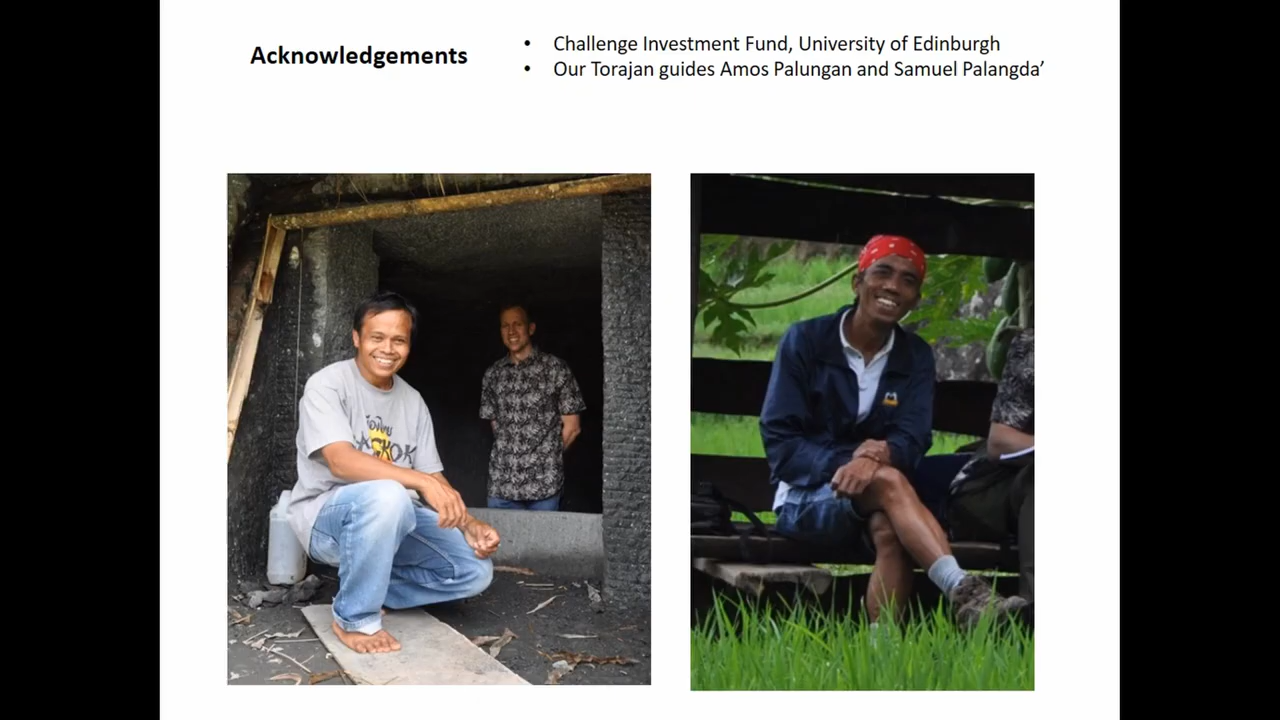 Acknowledgements
• Challenge Investment Fund, University of Edinburgh
• Our Torajan guides Amos Palungan and Samuel Palangda’